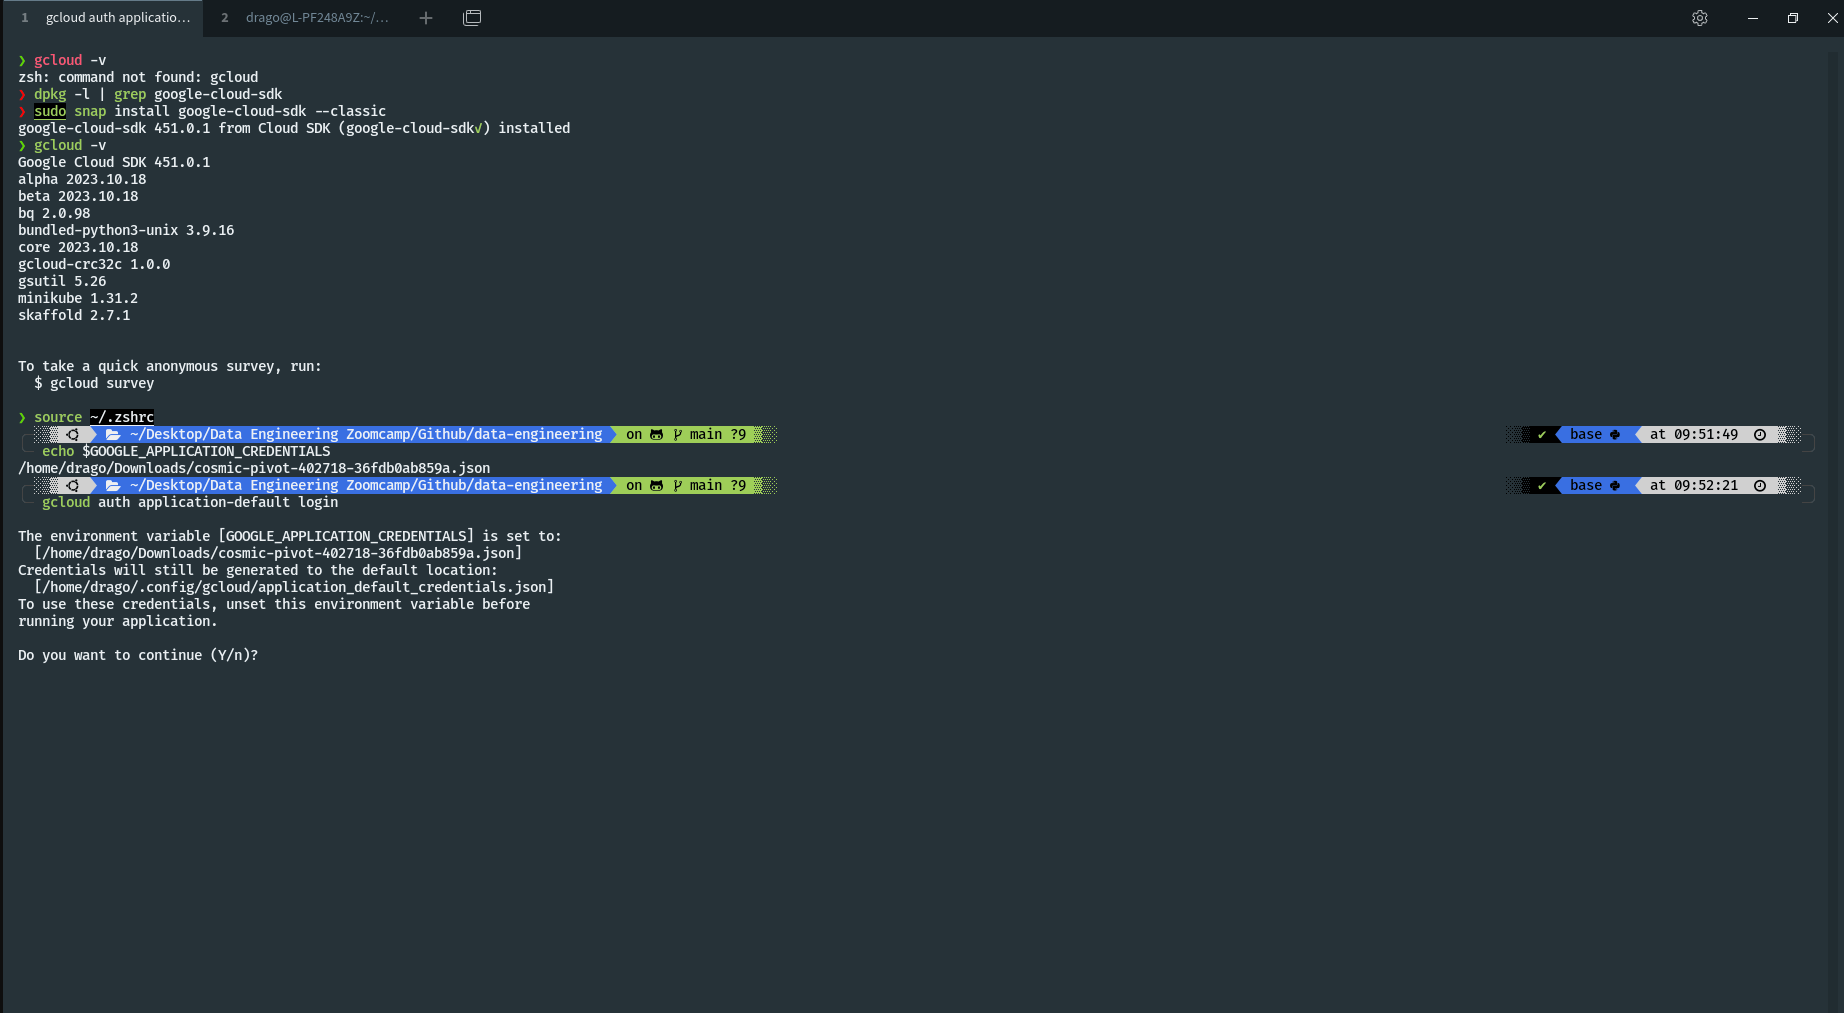 1 gcloud auth applicatio… 2 drago@L-PF248A9Z:~/…
❯ gcloud -v
zsh: command not found: gcloud
❯ dpkg -l | grep google-cloud-sdk
❯ sudo snap install google-cloud-sdk --classic
google-cloud-sdk 451.0.1 from Cloud SDK (google-cloud-sdk✓) installed
❯ gcloud -v
Google Cloud SDK 451.0.1
alpha 2023.10.18
beta 2023.10.18
bq 2.0.98
bundled-python3-unix 3.9.16
core 2023.10.18
gcloud-crc32c 1.0.0
gsutil 5.26
minikube 1.31.2
skaffold 2.7.1
To take a quick anonymous survey, run:
$ gcloud survey
❯ source ~/.zshrc
~/Desktop/Data Engineering Zoomcamp/Github/data-engineering on main ?9 ✔ base at 09:51:49
echo $GOOGLE_APPLICATION_CREDENTIALS
/home/drago/Downloads/cosmic-pivot-402718-36fdb0ab859a.json
~/Desktop/Data Engineering Zoomcamp/Github/data-engineering on main ?9 ✔ base at 09:52:21
gcloud auth application-default login
The environment variable [GOOGLE_APPLICATION_CREDENTIALS] is set to:
[/home/drago/Downloads/cosmic-pivot-402718-36fdb0ab859a.json]
Credentials will still be generated to the default location:
[/home/drago/.config/gcloud/application_default_credentials.json]
To use these credentials, unset this environment variable before
running your application.
Do you want to continue (Y/n)?